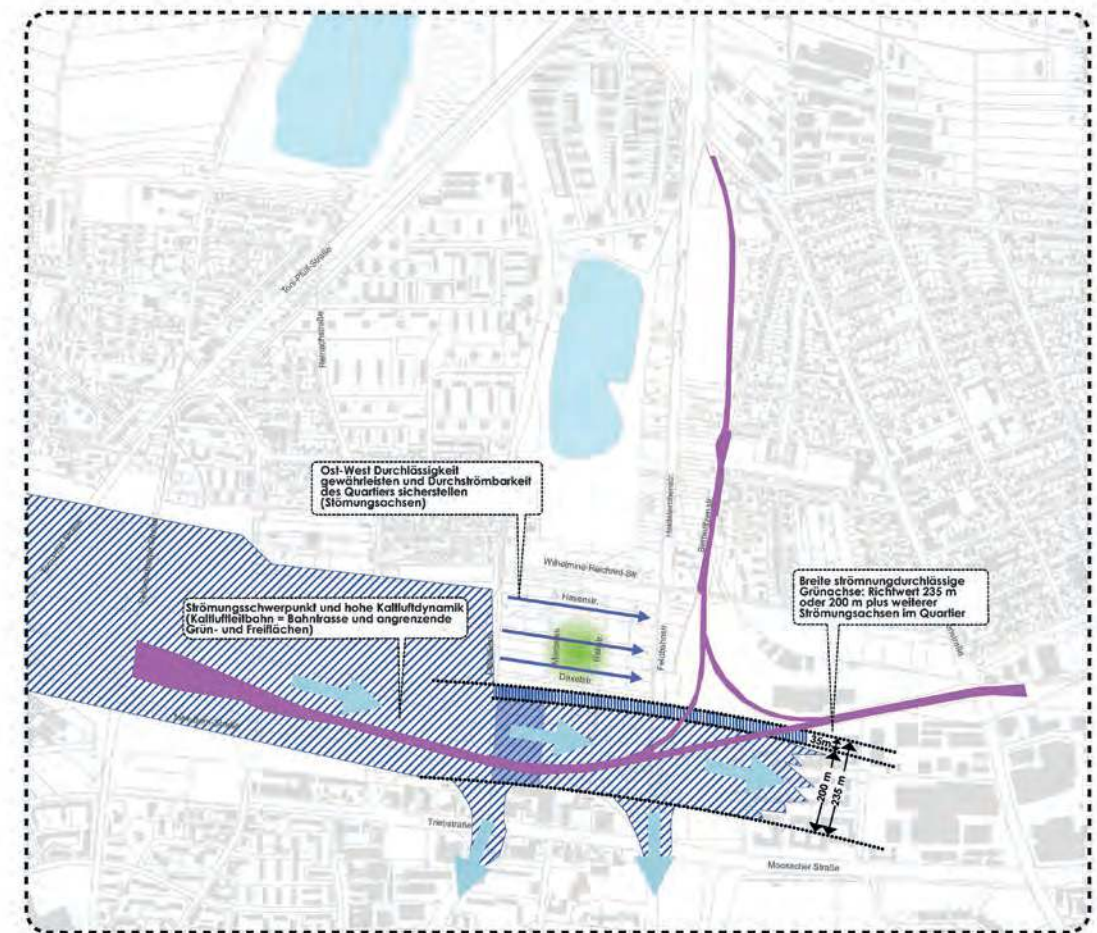 Toni-Pfülf-Straße
Reinachstraße
Ost-West Durchlässigkeit
gewährleisten und Durchströmbarkeit
des Quartiers sicherstellen
(Stömungsachsen)
Wilhelmine-Reichard-Str.
Hasenstr.
Daxetstr.
Feldbahnstr.
Breite strömnungdurchlässige
Grünachse: Richtwert 235 m
oder 200 m plus weiterer
Strömungsachsen im Quartier
Strömungsschwerpunkt und hohe Kaltluftdynamik
(Kaltluftleitbahn = Bahntrasse und angrenzende
Grün- und Freiflächen)
35m
200 m
235 m
Triebstraße
Moosacher Straße